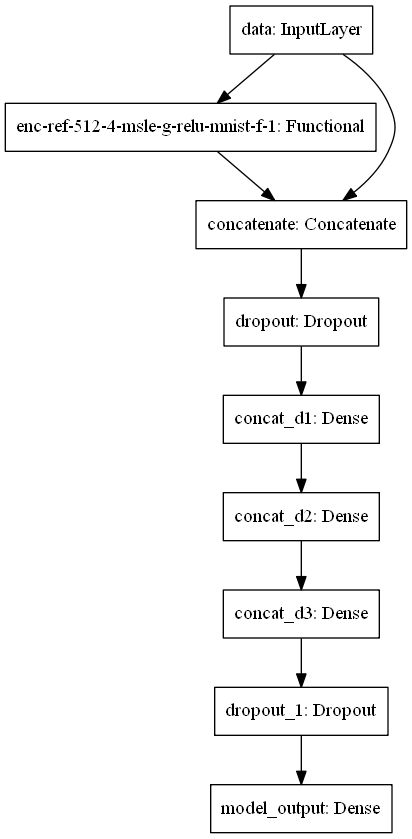 data: InputLayer
enc-ref-512-4-msle-g-relu-mnist-f-1: Functional
concatenate: Concatenate
dropout: Dropout
concat_d1: Dense
concat_d2: Dense
concat_d3: Dense
dropout_1: Dropout
model_output: Dense